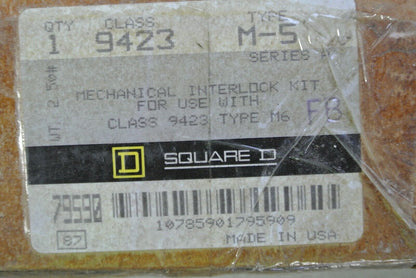 QTY CLASS TYPE
1 9423 M-5
SERIES
WT. 2.50#
MECHANICAL INTERLOCK KIT
FOR USE WITH
CLASS 9423 TYPE M6 FB
D SQUARE D
79590
10785901795909
87 MADE IN USA